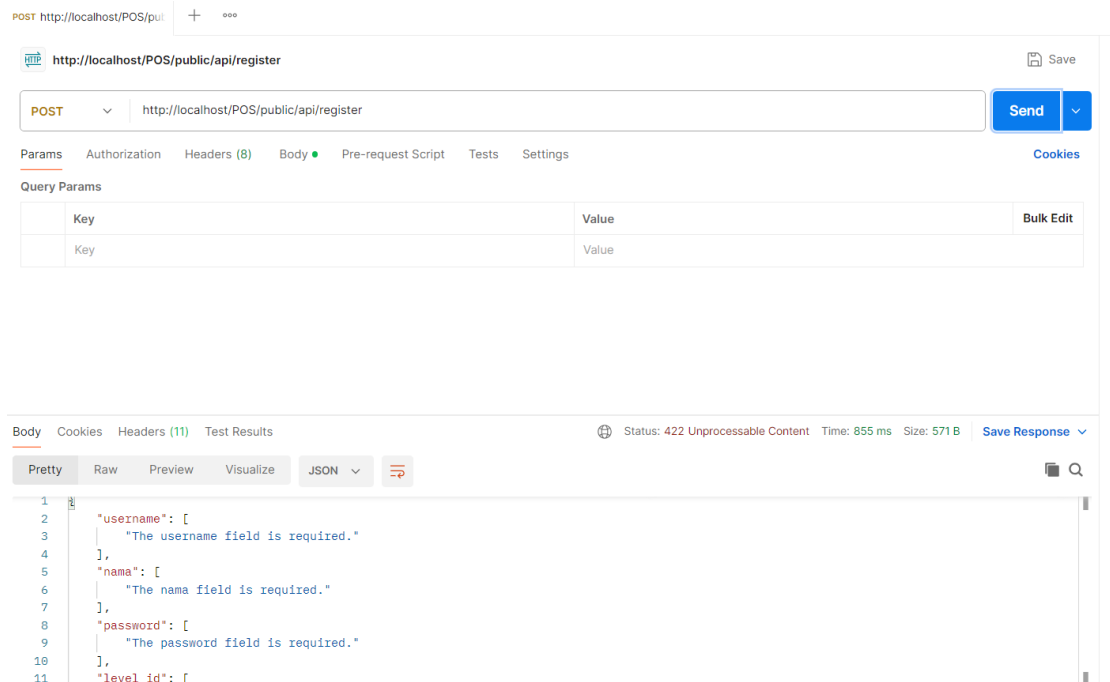 POST http://localhost/POS/pu
HTTP http://localhost/POS/public/api/register Save
POST http://localhost/POS/public/api/register Send
Params Authorization Headers (8) Body Pre-request Script Tests Settings Cookies
Query Params
Key Value Bulk Edit
Key Value
Body Cookies Headers (11) Test Results Status: 422 Unprocessable Content Time: 855 ms Size: 571 B Save Response
Pretty Raw Preview Visualize JSON
1 {
2 "username": [
3 "The username field is required."
4 ],
5 "nama": [
6 "The nama field is required."
7 ],
8 "password": [
9 "The password field is required."
10 ],
11 "level_id": [